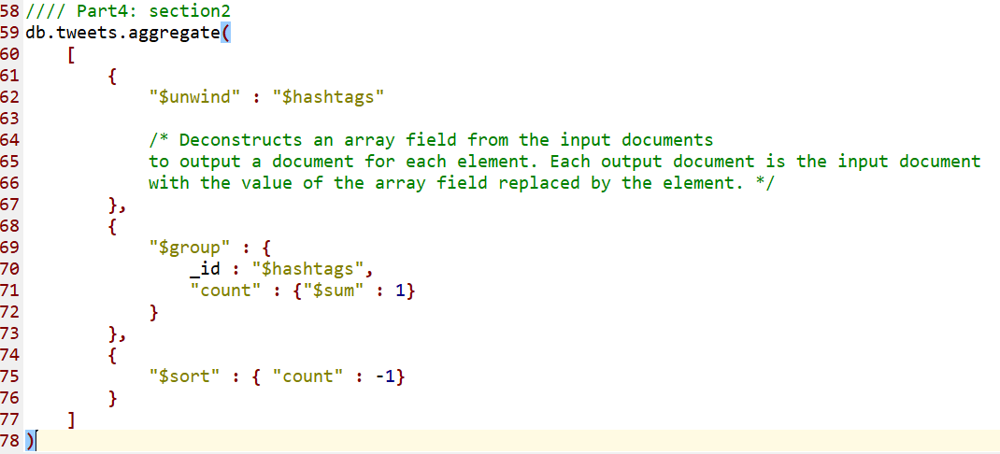 58 //// Part4: section2
59 db.tweets.aggregate(
60     [
61         {
62             "$unwind" : "$hashtags"
63
64             /* Deconstructs an array field from the input documents
65             to output a document for each element. Each output document is the input document
66             with the value of the array field replaced by the element. */
67         },
68         {
69             "$group" : {
70                 _id : "$hashtags",
71                 "count" : {"$sum" : 1}
72             }
73         },
74         {
75             "$sort" : { "count" : -1}
76         }
77     ]
78 )